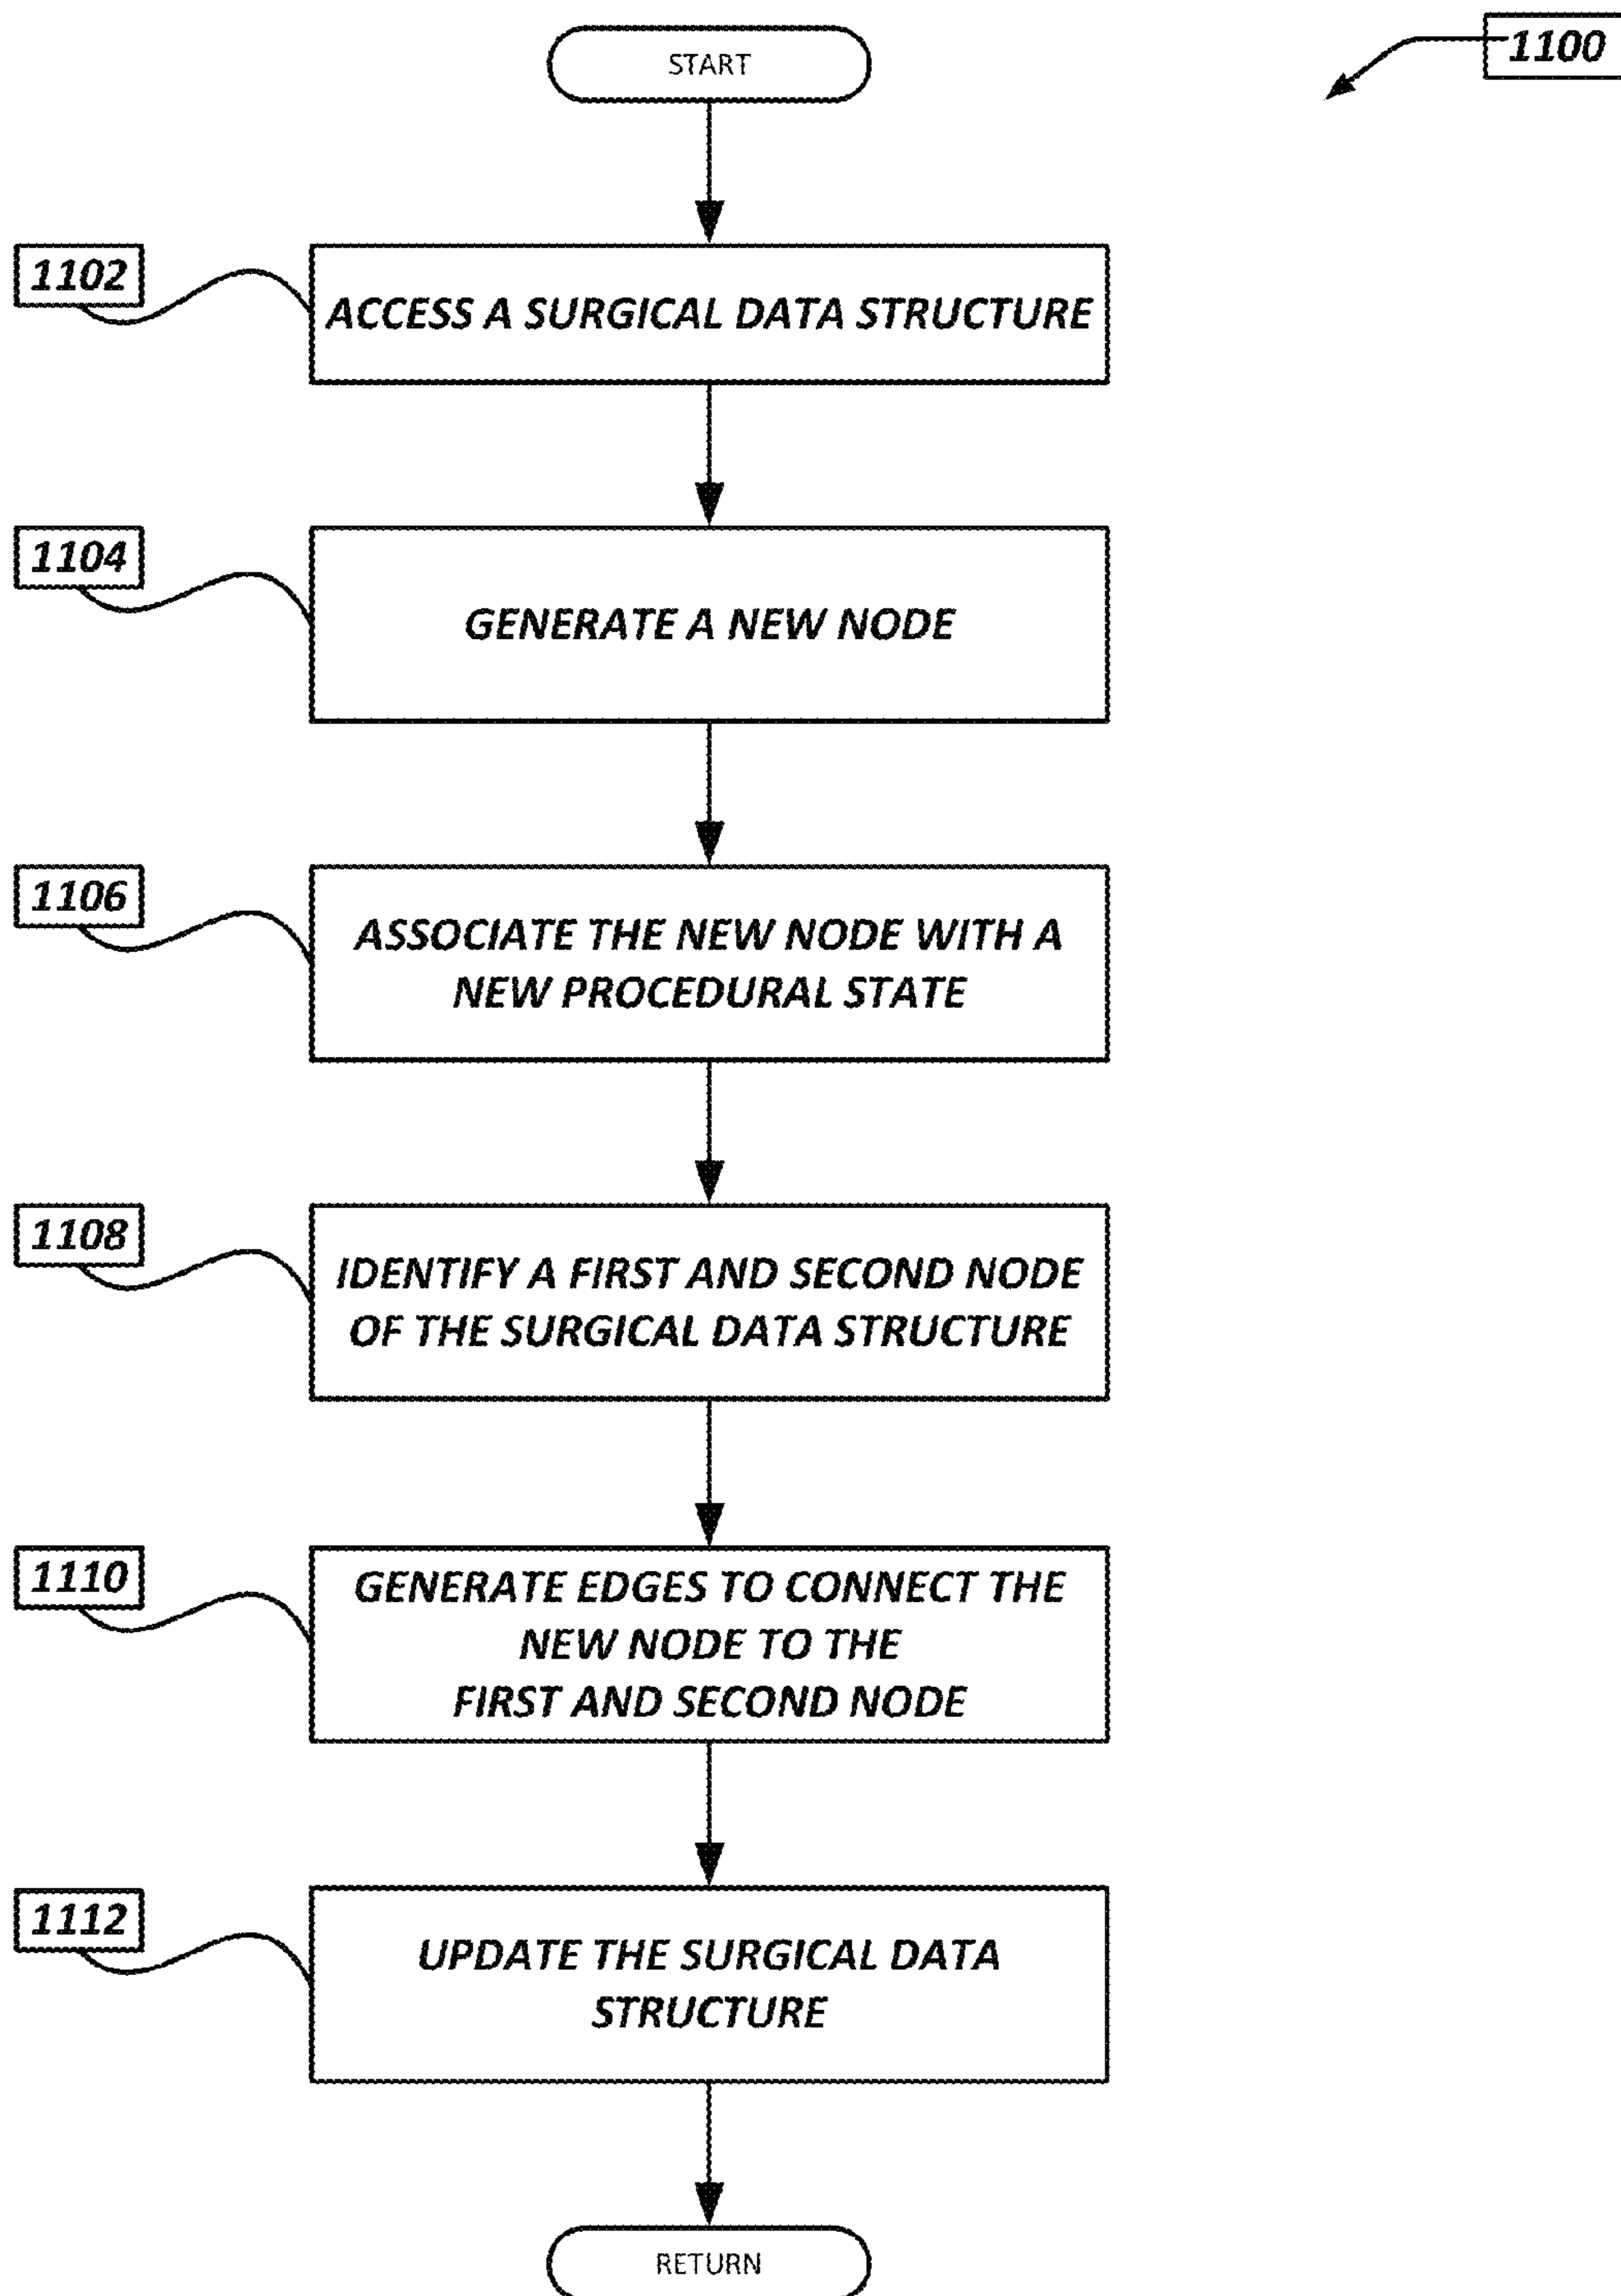 START
1100
1102
ACCESS A SURGICAL DATA STRUCTURE
1104
GENERATE A NEW NODE
1106
ASSOCIATE THE NEW NODE WITH A
NEW PROCEDURAL STATE
1108
IDENTIFY A FIRST AND SECOND NODE
OF THE SURGICAL DATA STRUCTURE
1110
GENERATE EDGES TO CONNECT THE
NEW NODE TO THE
FIRST AND SECOND NODE
1112
UPDATE THE SURGICAL DATA
STRUCTURE
RETURN